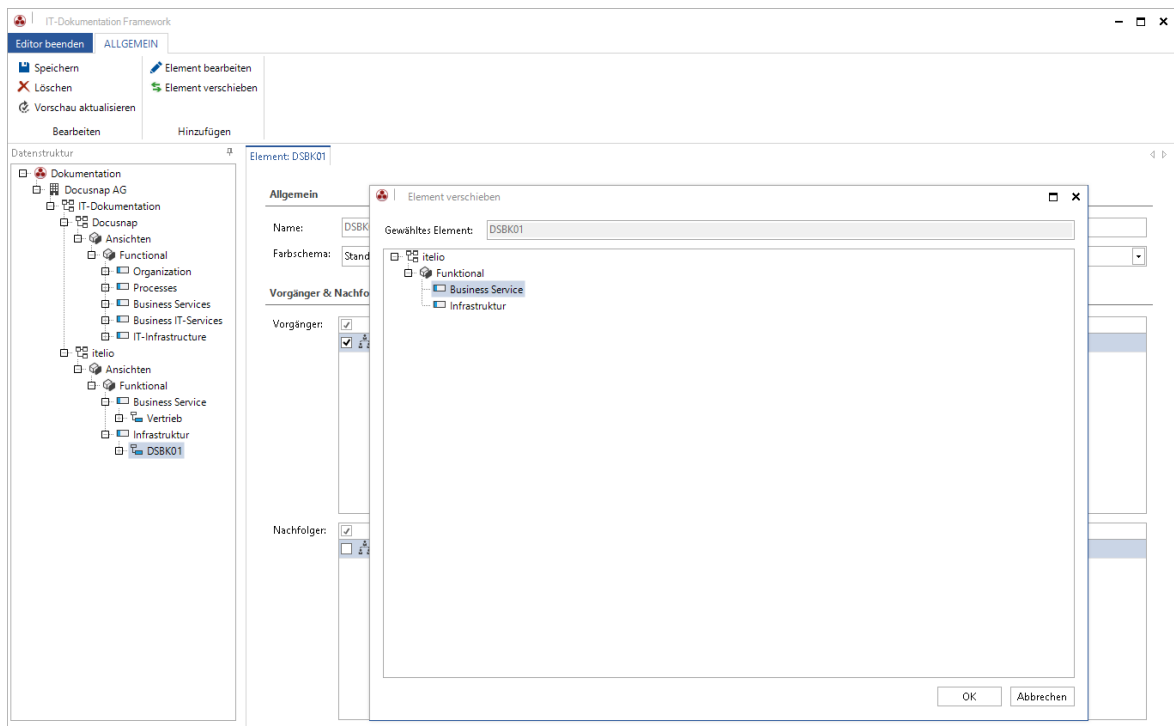 IT-Dokumentation Framework
Editor beenden ALLGEMEIN
Speichern
Löschen
Vorschau aktualisieren
Bearbeiten
Element bearbeiten
Element verschieben
Hinzufügen
Datenstruktur
Dokumentation
Docusnap AG
IT-Dokumentation
Docusnap
Ansichten
Functional
Organization
Processes
Business Services
Business IT-Services
IT-Infrastructure
itelio
Ansichten
Funktional
Business Service
Vertrieb
Infrastruktur
DSBK01
Element: DSBK01
Allgemein
Name:
Farbschema: Stand
Vorgänger & Nachfo
Vorgänger:
Nachfolger:
Element verschieben
Gewähltes Element: DSBK01
itelio
Funktional
Business Service
Infrastruktur
OK Abbrechen